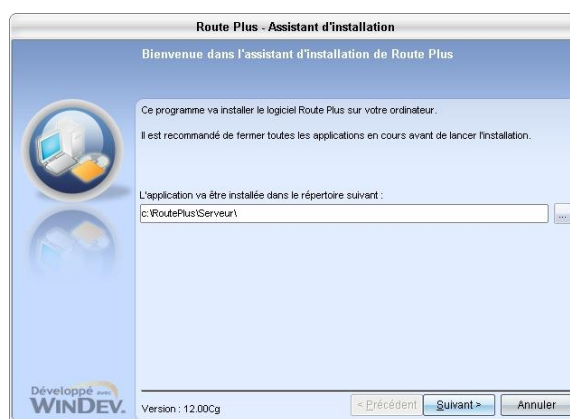 Route Plus - Assistant d'installation
Bienvenue dans l'assistant d'installation de Route Plus
Ce programme va installer le logiciel Route Plus sur votre ordinateur.
Il est recommandé de fermer toutes les applications en cours avant de lancer l'installation.
L'application va être installée dans le répertoire suivant :
c:\RoutePlus\Serveur\
...
Développé avec
WINDEV.
Version : 12.00Cg
< Précédent
Suivant >
Annuler